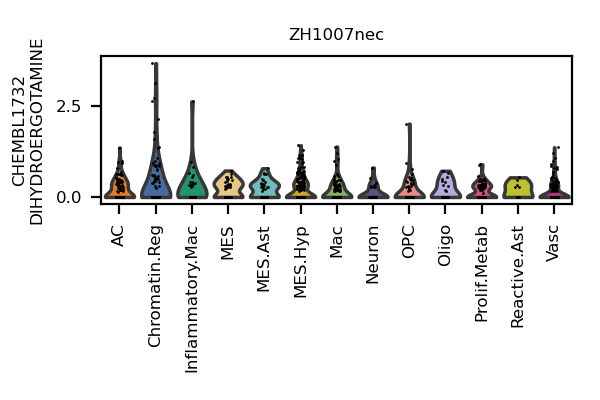 ZH1007nec
CHEMBL1732
DIHYDROERGOTAMINE
2.5
0.0
AC
Chromatin.Reg
Inflammatory.Mac
MES
MES.Ast
MES.Hyp
Mac
Neuron
OPC
Oligo
Prolif.Metab
Reactive.Ast
Vasc